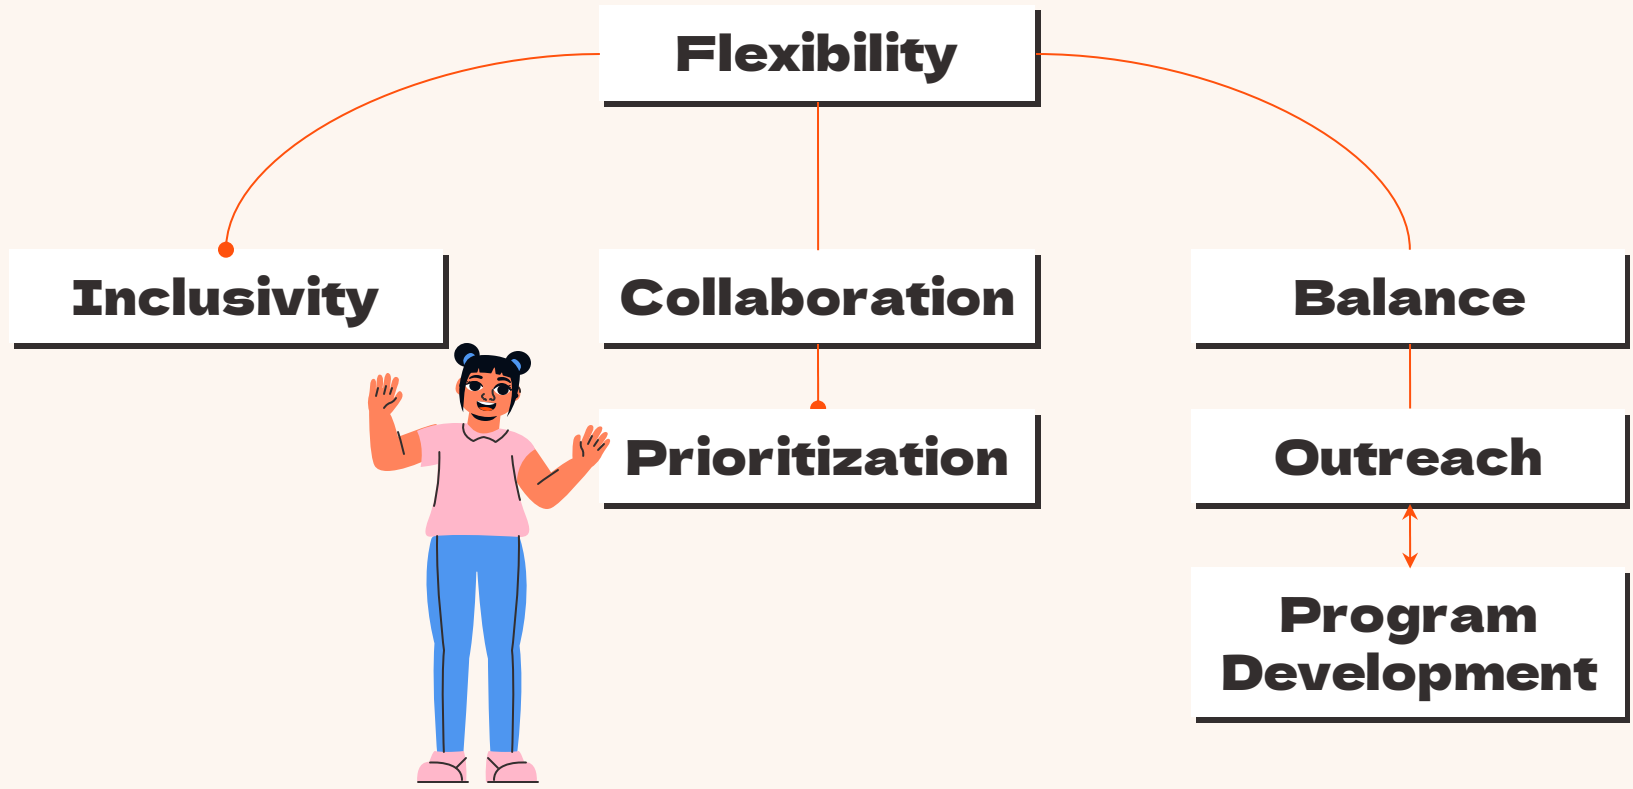 Flexibility
Inclusivity
Collaboration
Balance
Prioritization
Outreach
Program
Development